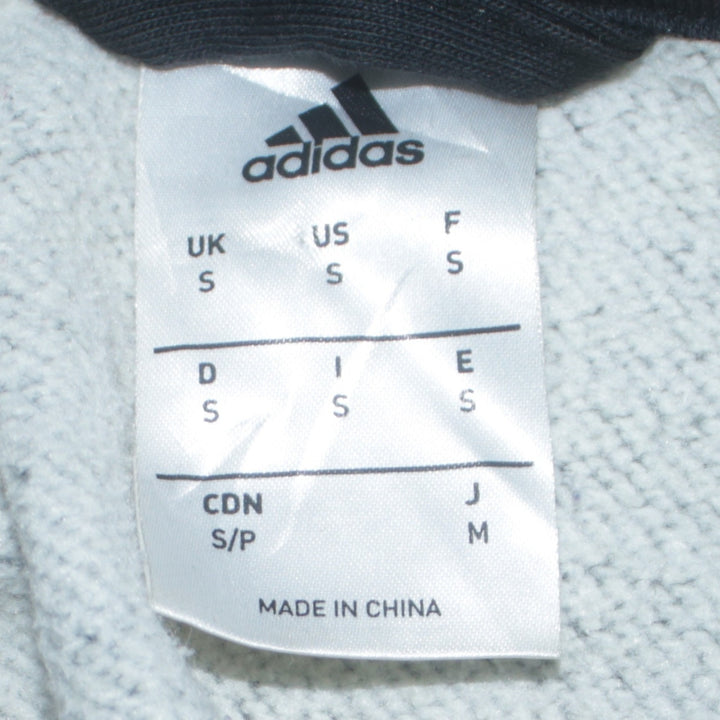 adidas
UK US F
S S S
D I E
S S S
CDN J
S/P M
MADE IN CHINA